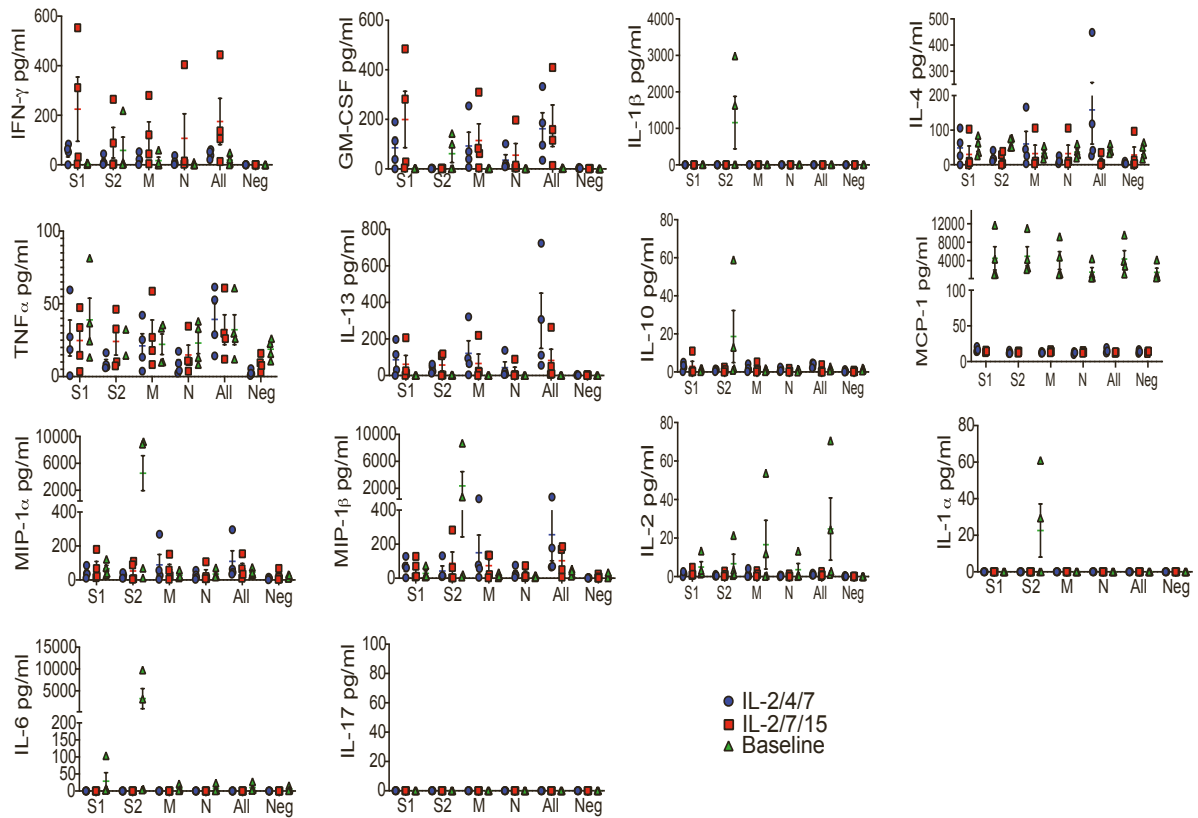 IFN-γ pg/ml
600
400
200
0
S1 S2 M N All Neg
GM-CSF pg/ml
600
400
200
0
S1 S2 M N All Neg
IL-1β pg/ml
4000
3000
2000
1000
0
S1 S2 M N All Neg
IL-4 pg/ml
500
400
300
200
100
50
0
S1 S2 M N All Neg
TNFα pg/ml
100
50
0
S1 S2 M N All Neg
IL-13 pg/ml
800
600
400
200
0
S1 S2 M N All Neg
IL-10 pg/ml
80
60
40
20
0
S1 S2 M N All Neg
MCP-1 pg/ml
12000
8000
4000
100
50
0
S1 S2 M N All Neg
MIP-1α pg/ml
10000
8000
6000
4000
2000
400
200
0
S1 S2 M N All Neg
MIP-1β pg/ml
10000
8000
6000
4000
2000
400
200
0
S1 S2 M N All Neg
IL-2 pg/ml
80
60
40
20
0
S1 S2 M N All Neg
IL-1α pg/ml
80
60
40
20
0
S1 S2 M N All Neg
IL-6 pg/ml
15000
10000
5000
200
150
100
50
0
S1 S2 M N All Neg
IL-17 pg/ml
100
80
60
40
20
0
S1 S2 M N All Neg
IL-2/4/7
IL-2/7/15
Baseline